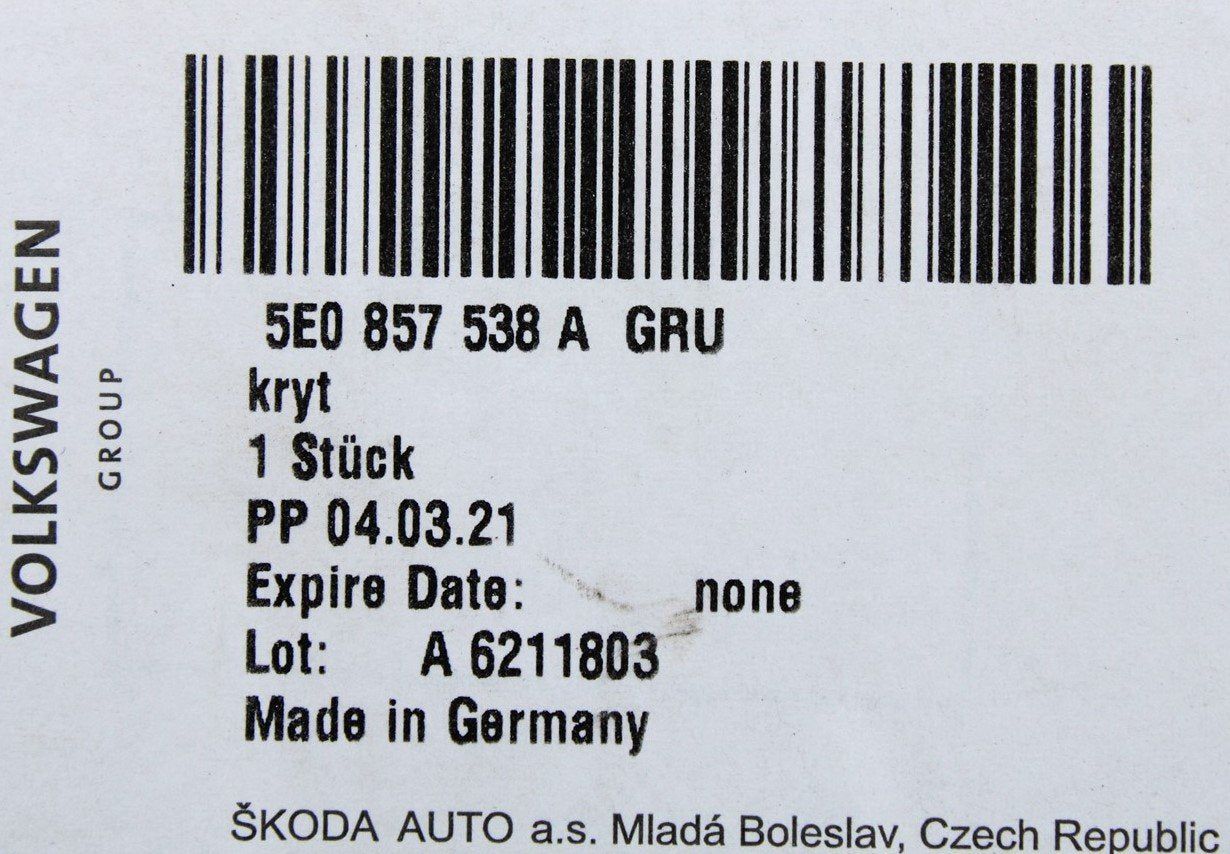 VOLKSWAGEN
GROUP
5E0 857 538 A GRU
kryt
1 Stück
PP 04.03.21
Expire Date: none
Lot: A 6211803
Made in Germany
ŠKODA AUTO a.s. Mladá Boleslav, Czech Republic